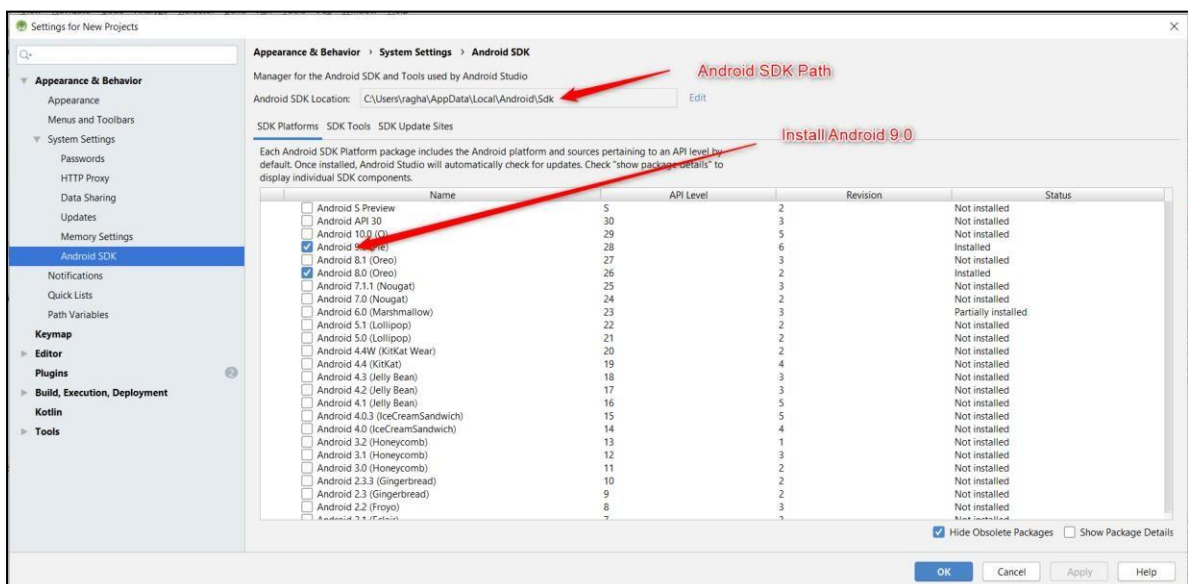 Settings for New Projects
Appearance & Behavior
Appearance
Menus and Toolbars
System Settings
Passwords
HTTP Proxy
Data Sharing
Updates
Memory Settings
Android SDK
Notifications
Quick Lists
Path Variables
Keymap
Editor
Plugins 2
Build, Execution, Deployment
Kotlin
Tools
Appearance & Behavior › System Settings › Android SDK
Manager for the Android SDK and Tools used by Android Studio
Android SDK Path
Android SDK Location: C:\Users\ragha\AppData\Local\Android\Sdk Edit
SDK Platforms SDK Tools SDK Update Sites
Install Android 9.0
Each Android SDK Platform package includes the Android platform and sources pertaining to an API level by
default. Once installed, Android Studio will automatically check for updates. Check "show package details" to
display individual SDK components.
Name API Level Revision Status
Android S Preview S 2 Not installed
Android API 30 30 3 Not installed
Android 10.0 (Q) 29 5 Not installed
Android 28 6 Installed
Android 8.1 (Oreo) 27 3 Not installed
Android 8.0 (Oreo) 26 2 Installed
Android 7.1.1 (Nougat) 25 3 Not installed
Android 7.0 (Nougat) 24 2 Not installed
Android 6.0 (Marshmallow) 23 3 Partially installed
Android 5.1 (Lollipop) 22 2 Not installed
Android 5.0 (Lollipop) 21 2 Not installed
Android 4.4W (KitKat Wear) 20 2 Not installed
Android 4.4 (KitKat) 19 4 Not installed
Android 4.3 (Jelly Bean) 18 3 Not installed
Android 4.2 (Jelly Bean) 17 3 Not installed
Android 4.1 (Jelly Bean) 16 5 Not installed
Android 4.0.3 (IceCreamSandwich) 15 5 Not installed
Android 4.0 (IceCreamSandwich) 14 4 Not installed
Android 3.2 (Honeycomb) 13 1 Not installed
Android 3.1 (Honeycomb) 12 3 Not installed
Android 3.0 (Honeycomb) 11 2 Not installed
Android 2.3.3 (Gingerbread) 10 2 Not installed
Android 2.3 (Gingerbread) 9 2 Not installed
Android 2.2 (Froyo) 8 3 Not installed
Android 2.1 (Eclair) 7 3 Not installed
Hide Obsolete Packages Show Package Details
OK Cancel Apply Help